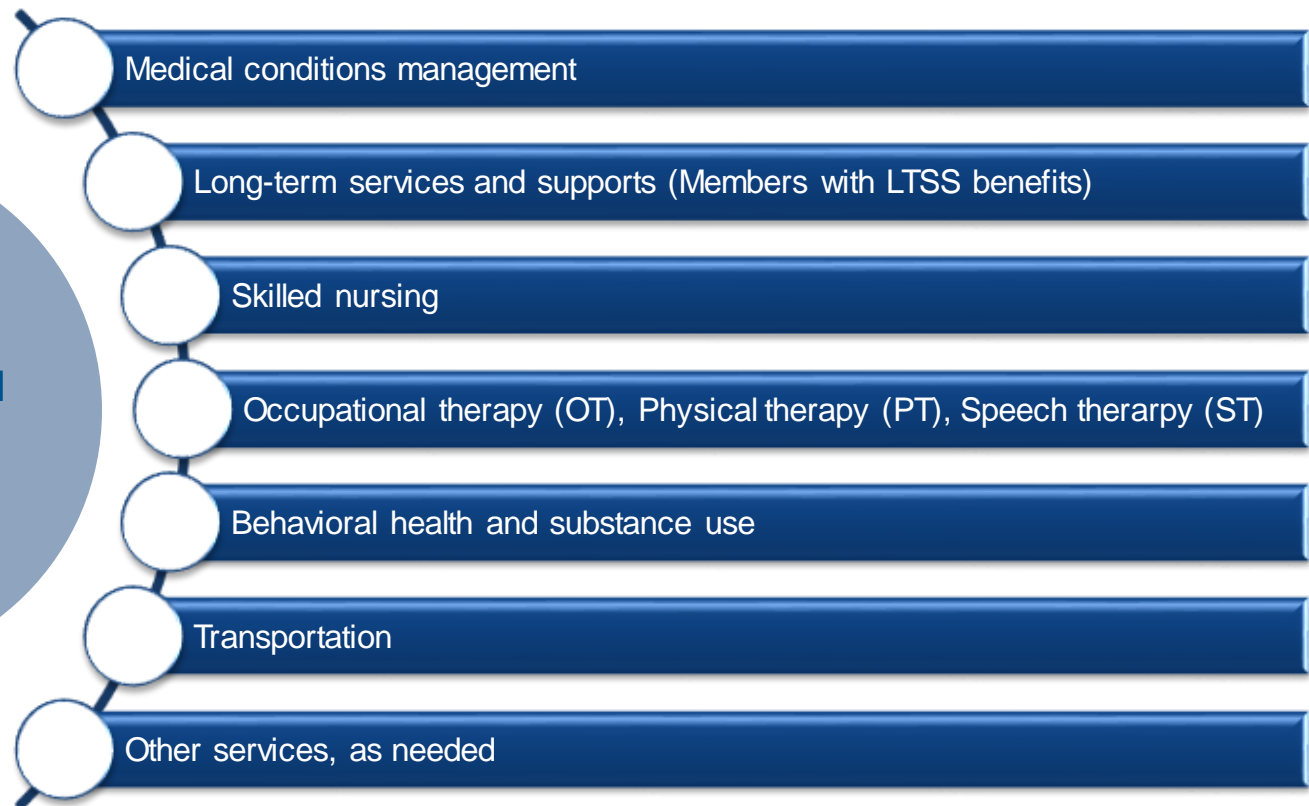 Medical conditions management
Long-term services and supports (Members with LTSS benefits)
Skilled nursing
Occupational therapy (OT), Physical therapy (PT), Speech therarpy (ST)
Behavioral health and substance use
Transportation
Other services, as needed